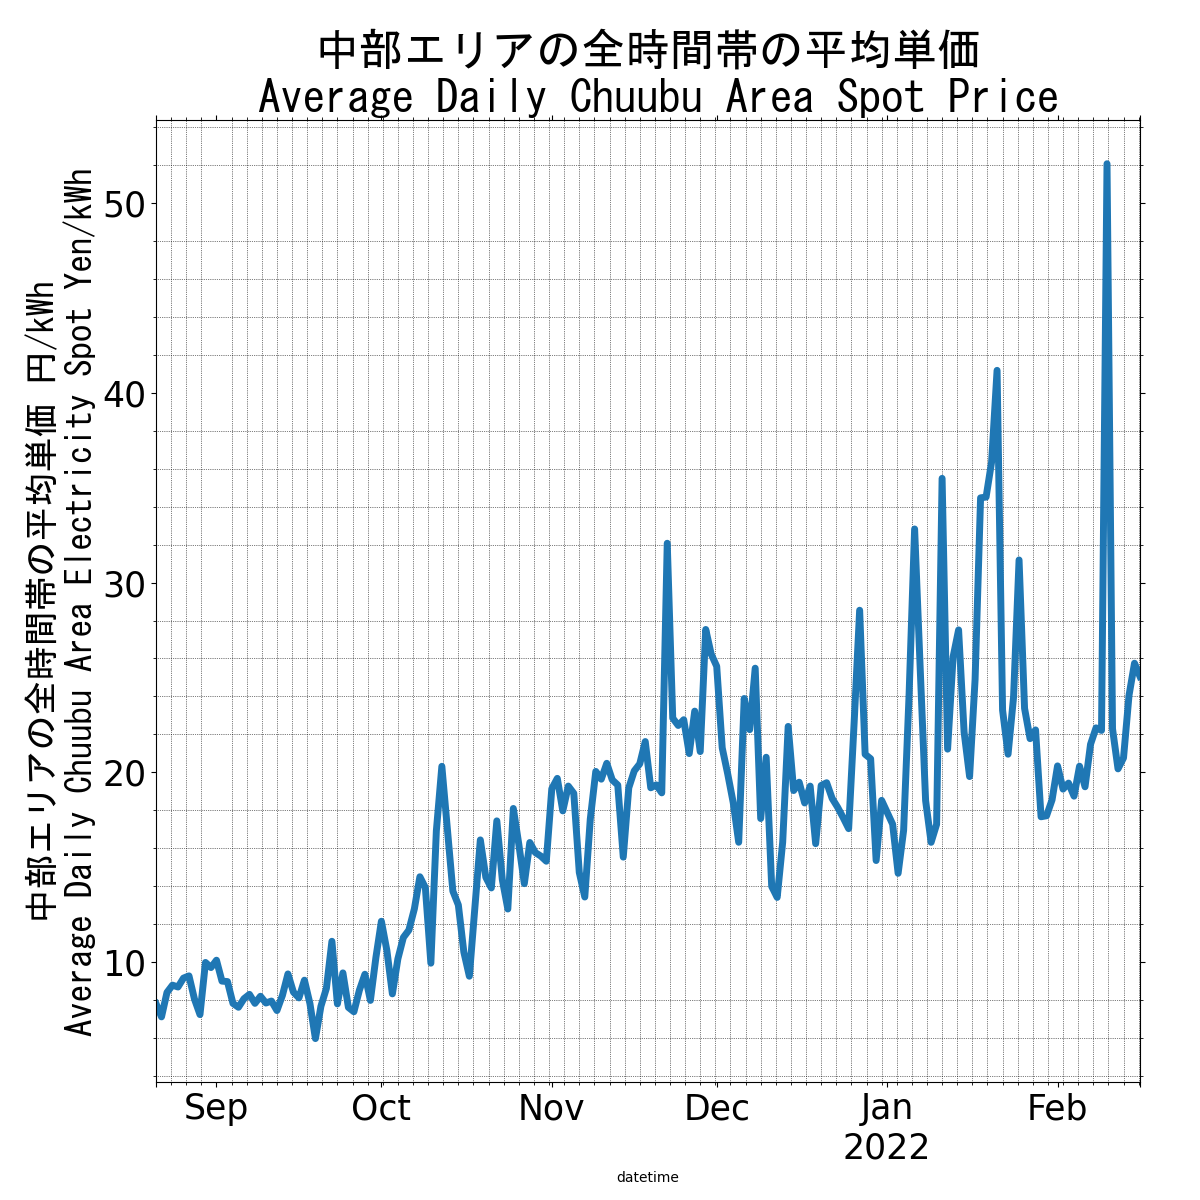 中部エリアの全時間帯の平均単価
Average Daily Chuubu Area Spot Price
中部エリアの全時間帯の平均単価 円/kWh
Average Daily Chuubu Area Electricity Spot Yen/kWh
50
40
30
20
10
Sep
Oct
Nov
Dec
Jan
2022
Feb
datetime